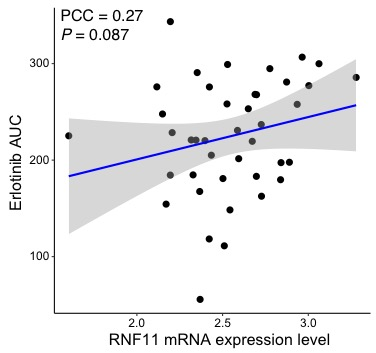 PCC = 0.27
P = 0.087
300
200
100
Erlotinib AUC
2.0 2.5 3.0
RNF11 mRNA expression level